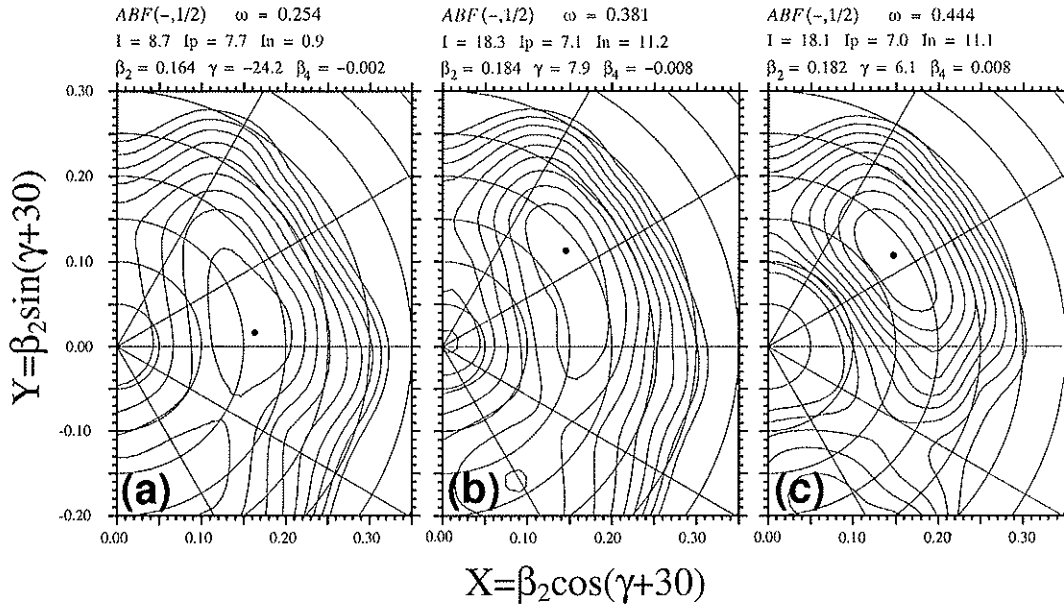 ABF(−,1/2) ω = 0.254
I = 8.7 Ip = 7.7 In = 0.9
β₂ = 0.164 γ = −24.2 β₄ = −0.002
ABF(−,1/2) ω = 0.381
I = 18.3 Ip = 7.1 In = 11.2
β₂ = 0.184 γ = 7.9 β₄ = −0.008
ABF(−,1/2) ω = 0.444
I = 18.1 Ip = 7.0 In = 11.1
β₂ = 0.182 γ = 6.1 β₄ = 0.008
0.30
0.20
0.10
0.00
-0.10
-0.20
Y=β₂sin(γ+30)
(a)
(b)
(c)
0.00 0.10 0.20 0.30
0.00 0.10 0.20 0.30
0.00 0.10 0.20 0.30
X=β₂cos(γ+30)